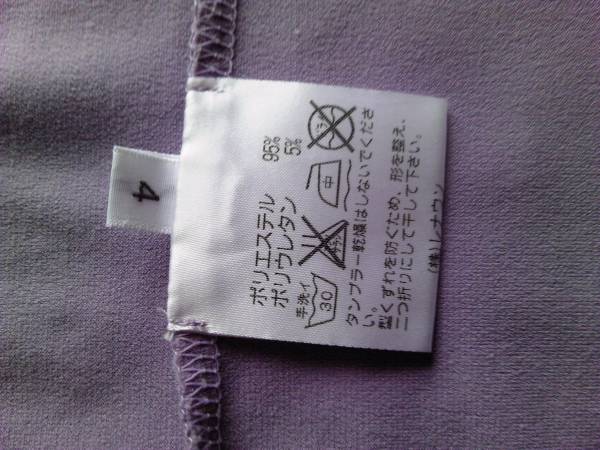 4
ポリエステル 95%
ポリウレタン 5%
手洗イ
30
中
タンブラー乾燥はしないでくださ
い。
型くずれを防ぐため、形を整え、
二つ折りにして干して下さい。
(株)レナウン